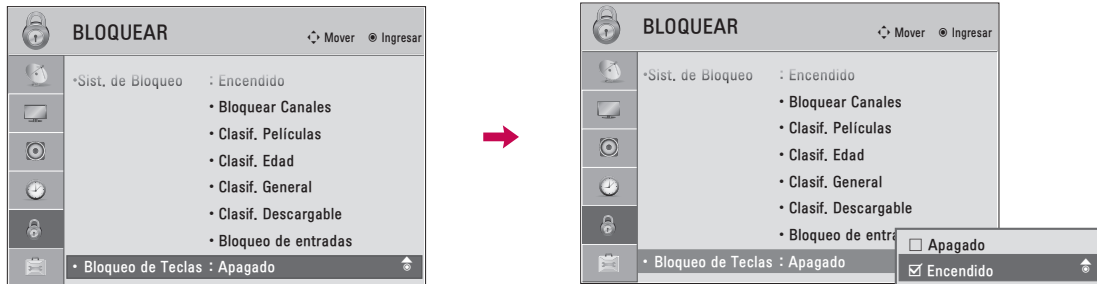 BLOQUEAR
Mover Ingresar
•Sist. de Bloqueo : Encendido
• Bloquear Canales
• Clasif. Películas
• Clasif. Edad
• Clasif. General
• Clasif. Descargable
• Bloqueo de entradas
• Bloqueo de Teclas : Apagado
BLOQUEAR
Mover Ingresar
•Sist. de Bloqueo : Encendido
• Bloquear Canales
• Clasif. Películas
• Clasif. Edad
• Clasif. General
• Clasif. Descargable
• Bloqueo de entra
• Bloqueo de Teclas : Apagado
☐ Apagado
☑ Encendido